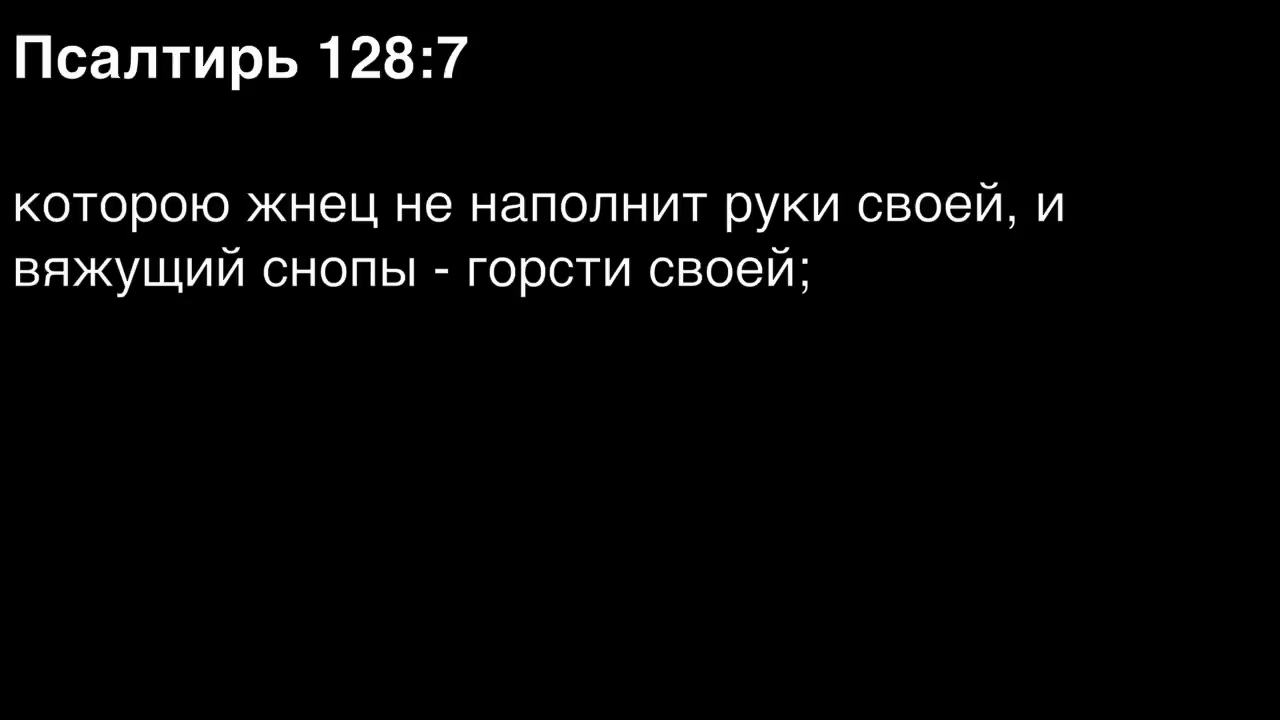 Псалтирь 128:7
которою жнец не наполнит руки своей, и
вяжущий снопы - горсти своей;